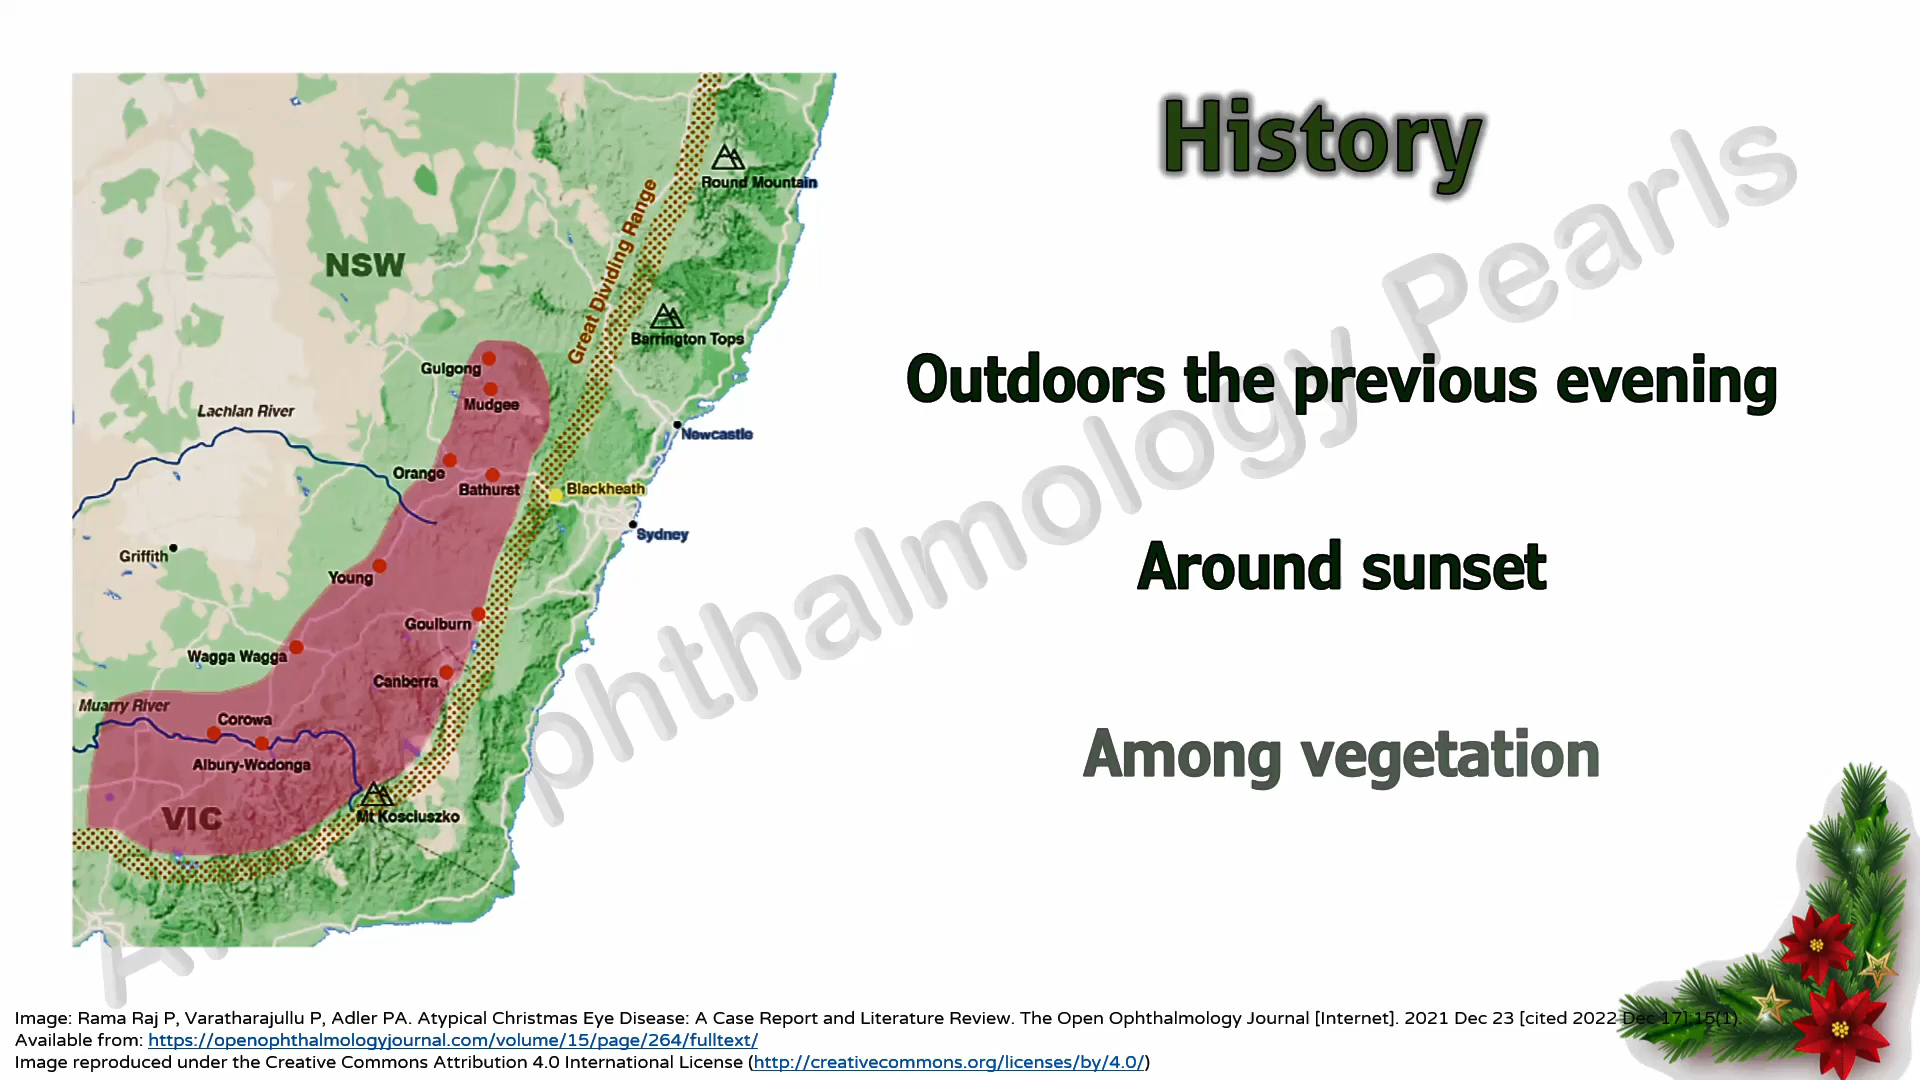 History
Outdoors the previous evening
Around sunset
Among vegetation
Round Mountain
Great Dividing Range
NSW
Barrington Tops
Gulgong
Mudgee
Lachlan River
Newcastle
Orange
Bathurst
Blackheath
Sydney
Griffith
Young
Goulburn
Wagga Wagga
Canberra
Muarry River
Corowa
Albury-Wodonga
VIC
Mt Kosciuszko
phthalmology Pearls
Image: Rama Raj P, Varatharajullu P, Adler PA. Atypical Christmas Eye Disease: A Case Report and Literature Review. The Open Ophthalmology Journal [Internet]. 2021 Dec 23 [cited 2022 Dec 17];15(1).
Available from: https://openophthalmologyjournal.com/volume/15/page/264/fulltext/
Image reproduced under the Creative Commons Attribution 4.0 International License (http://creativecommons.org/licenses/by/4.0/)